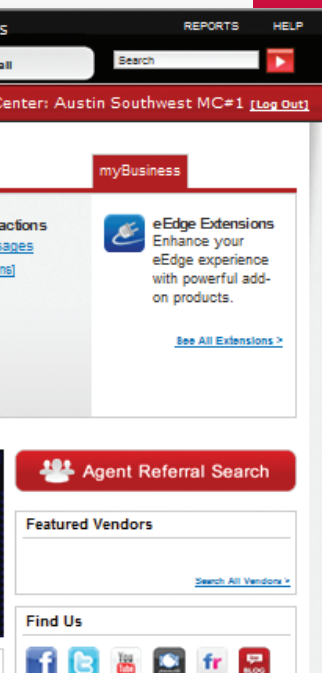 S REPORTS HELP
all Search
Center: Austin Southwest MC#1 [Log Out]
myBusiness
actions
sages
ns]
eEdge Extensions
Enhance your
eEdge experience
with powerful add-
on products.
See All Extensions >
Agent Referral Search
Featured Vendors
Search All Vendors >
Find Us
f t You Tube fr BLOG